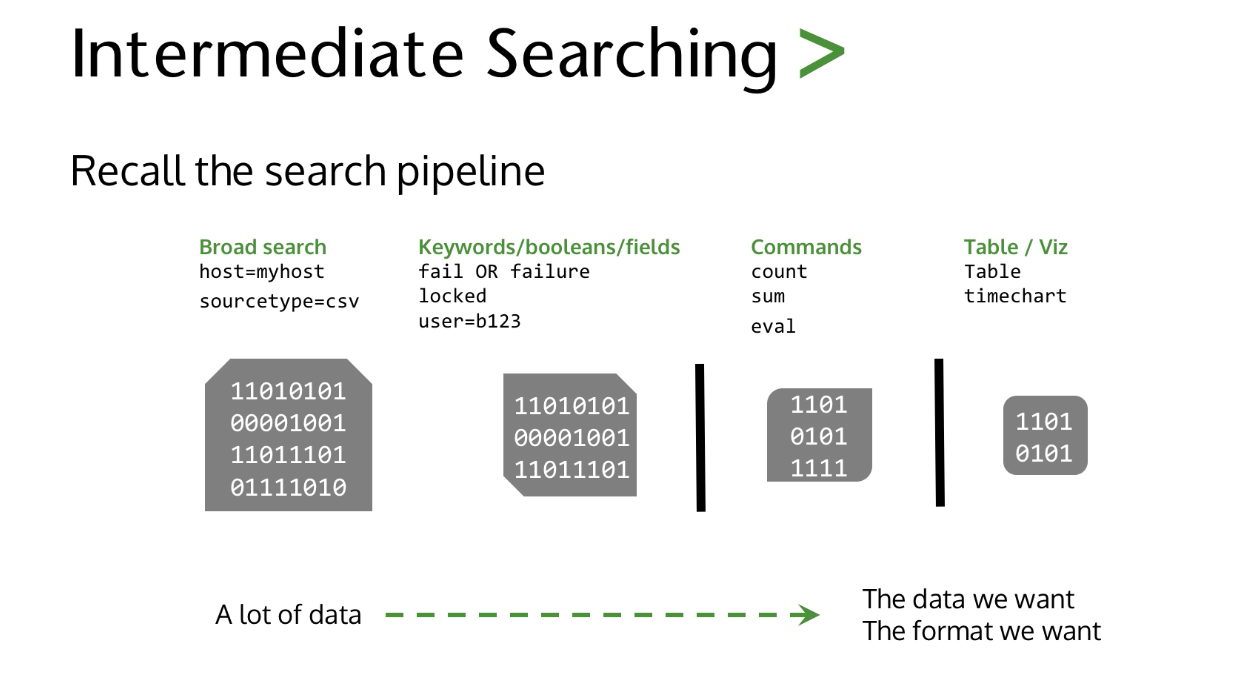 Intermediate Searching >
Recall the search pipeline
Broad search
host=myhost
sourcetype=csv
Keywords/booleans/fields
fail OR failure
locked
user=b123
Commands
count
sum
eval
Table / Viz
Table
timechart
11010101
00001001
11011101
01111010
11010101
00001001
11011101
1101
0101
1111
1101
0101
A lot of data
The data we want
The format we want